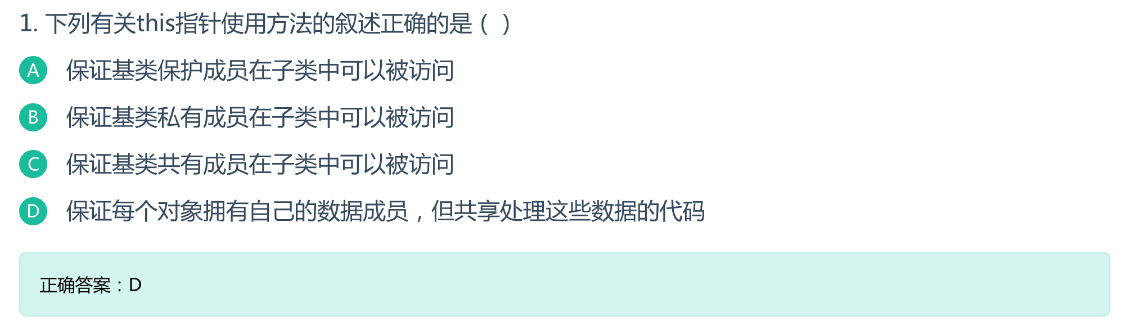 1. 下列有关this指针使用方法的叙述正确的是（ ）
A 保证基类保护成员在子类中可以被访问
B 保证基类私有成员在子类中可以被访问
C 保证基类共有成员在子类中可以被访问
D 保证每个对象拥有自己的数据成员，但共享处理这些数据的代码
正确答案：D